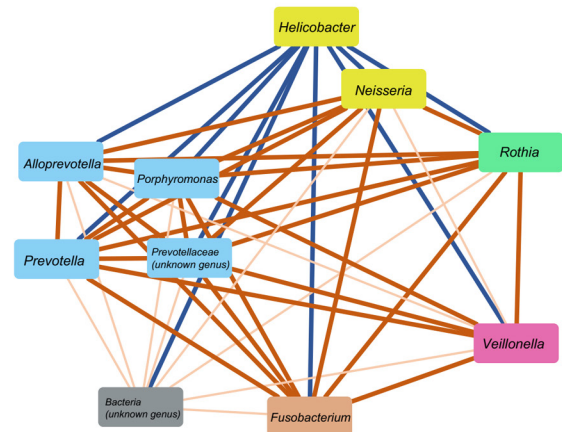 Helicobacter
Neisseria
Rothia
Alloprevotella
Porphyromonas
Prevotella
Prevotellaceae
(unknown genus)
Veillonella
Bacteria
(unknown genus)
Fusobacterium